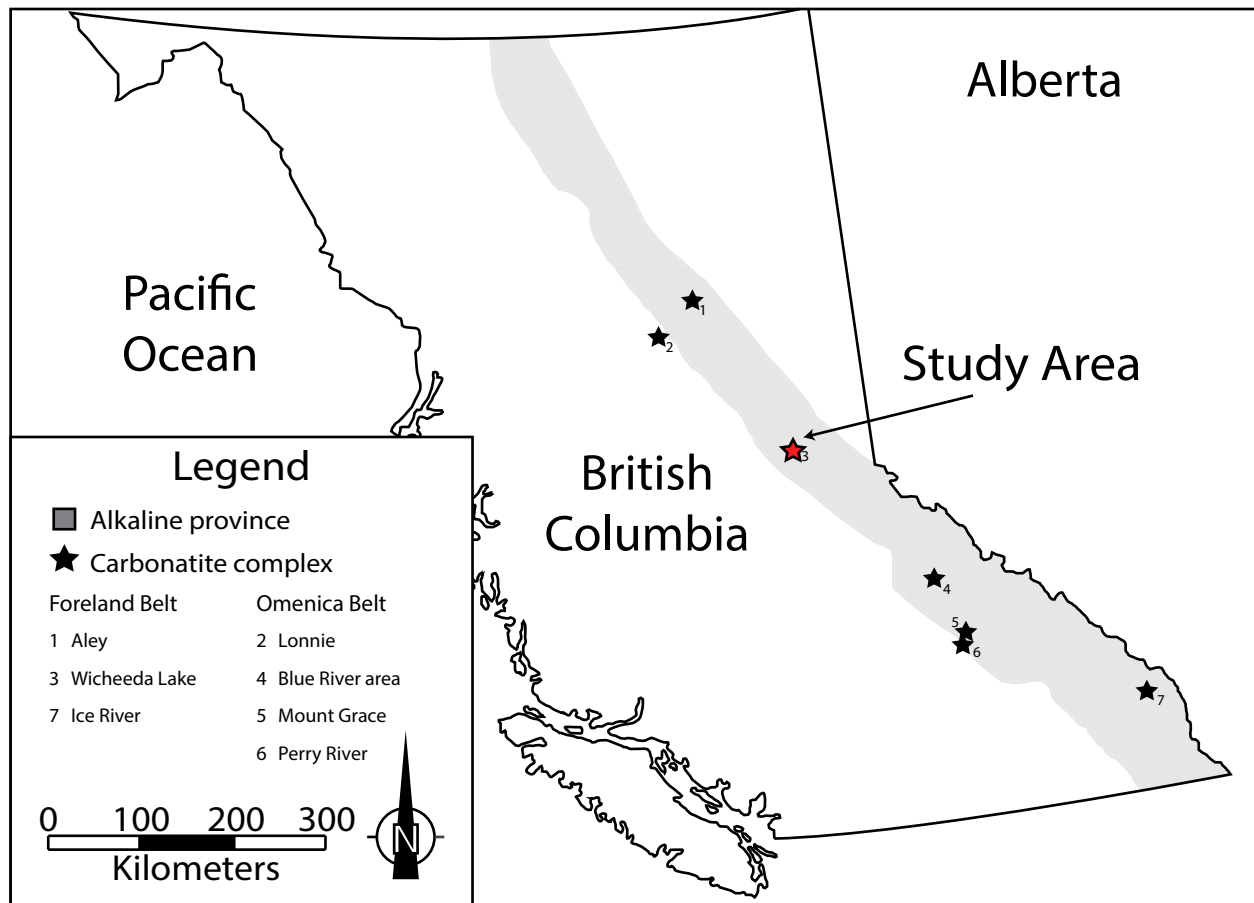 Alberta
Pacific
Ocean
1
2
Study Area
3
British
Columbia
4
5
6
7
Legend
Alkaline province
Carbonatite complex
Foreland Belt
Omenica Belt
1 Aley
2 Lonnie
3 Wicheeda Lake
4 Blue River area
7 Ice River
5 Mount Grace
6 Perry River
0 100 200 300
Kilometers
N